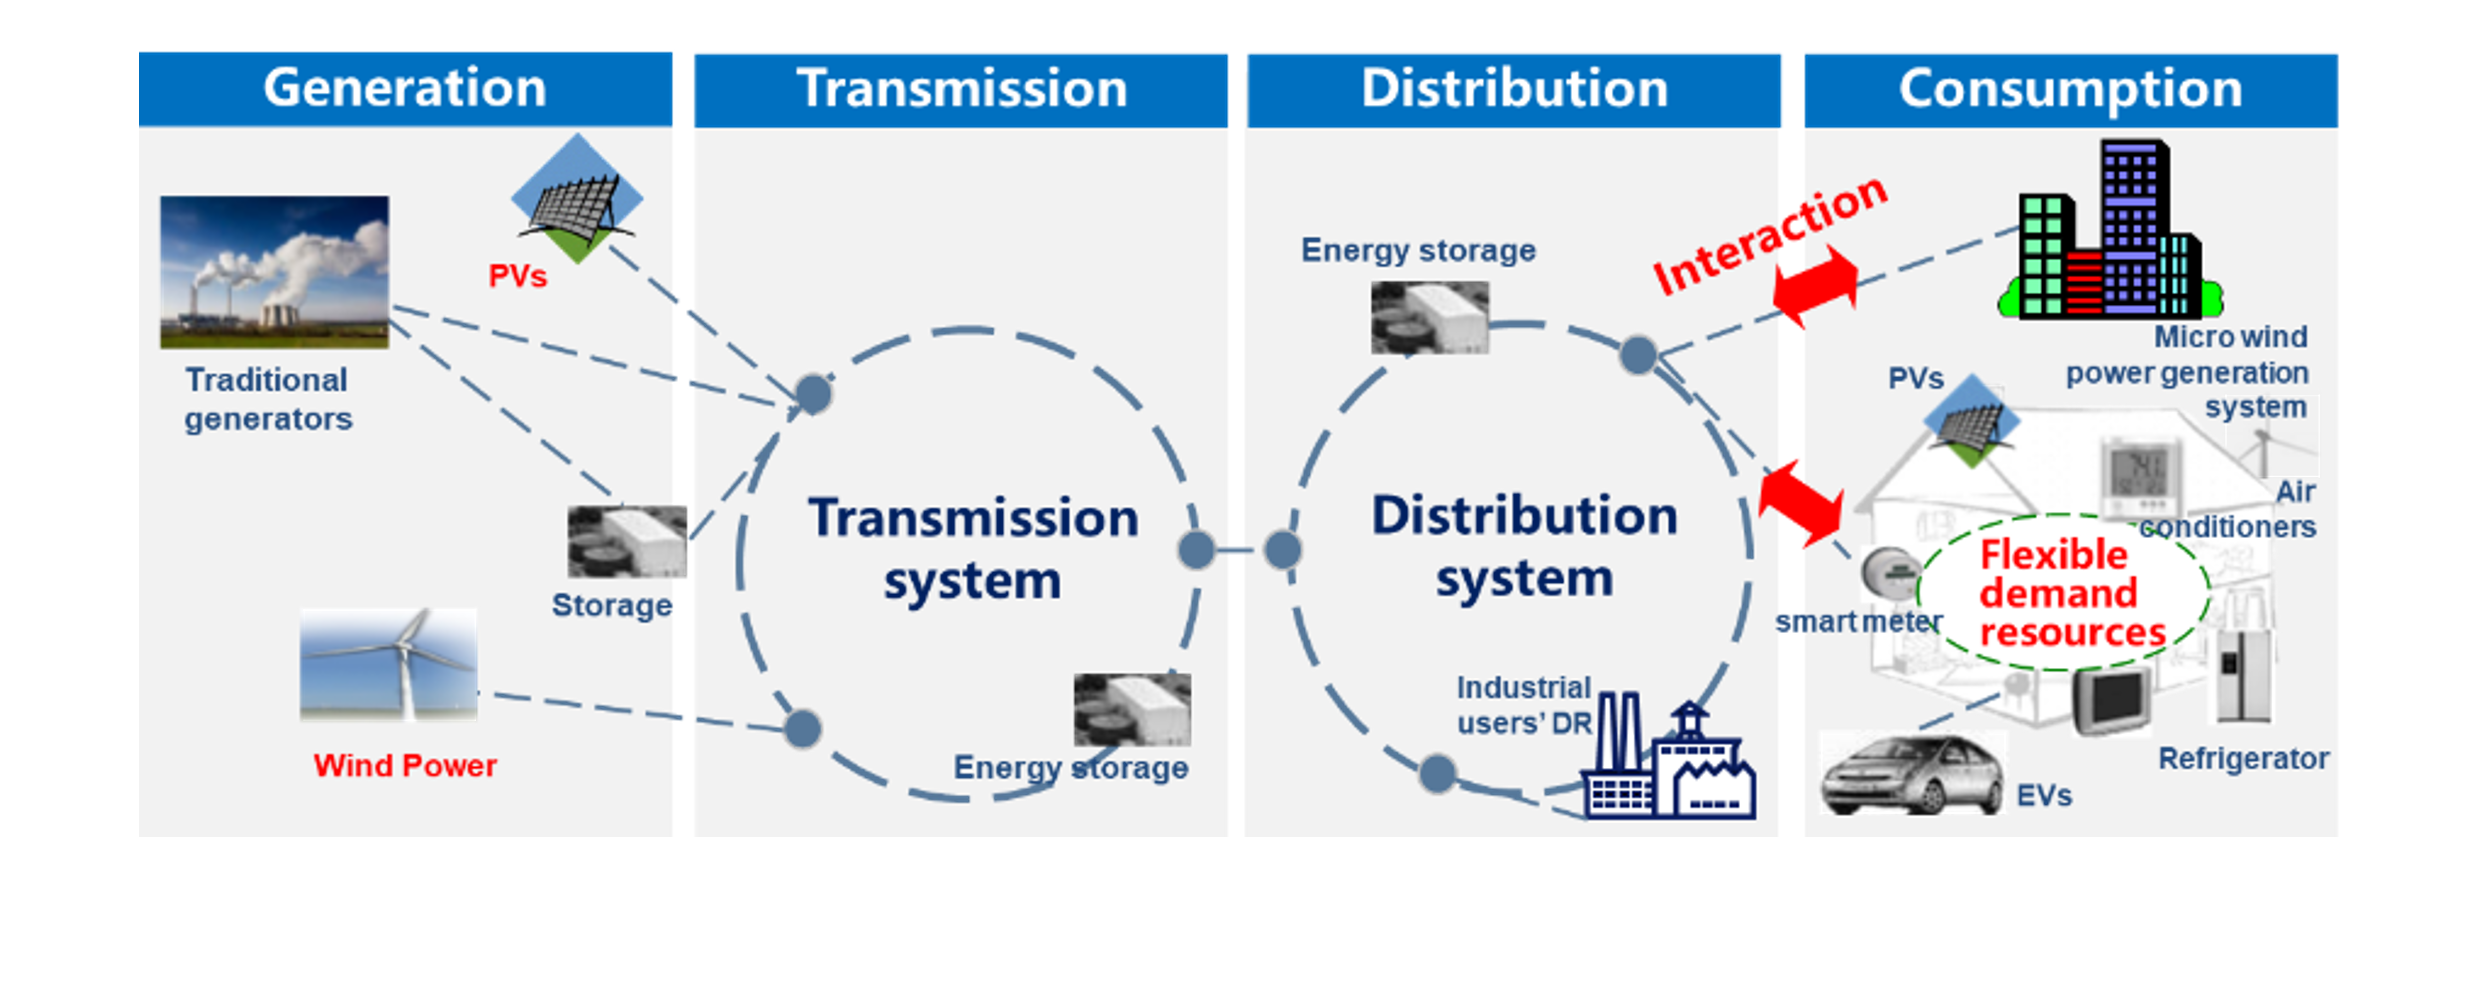 Generation
Transmission
Distribution
Consumption
PVs
Traditional
generators
Storage
Wind Power
Transmission
system
Energy storage
Energy storage
Distribution
system
Industrial
users' DR
Interaction
Micro wind
power generation
system
PVs
Air
conditioners
Flexible
demand
resources
smart meter
Refrigerator
EVs